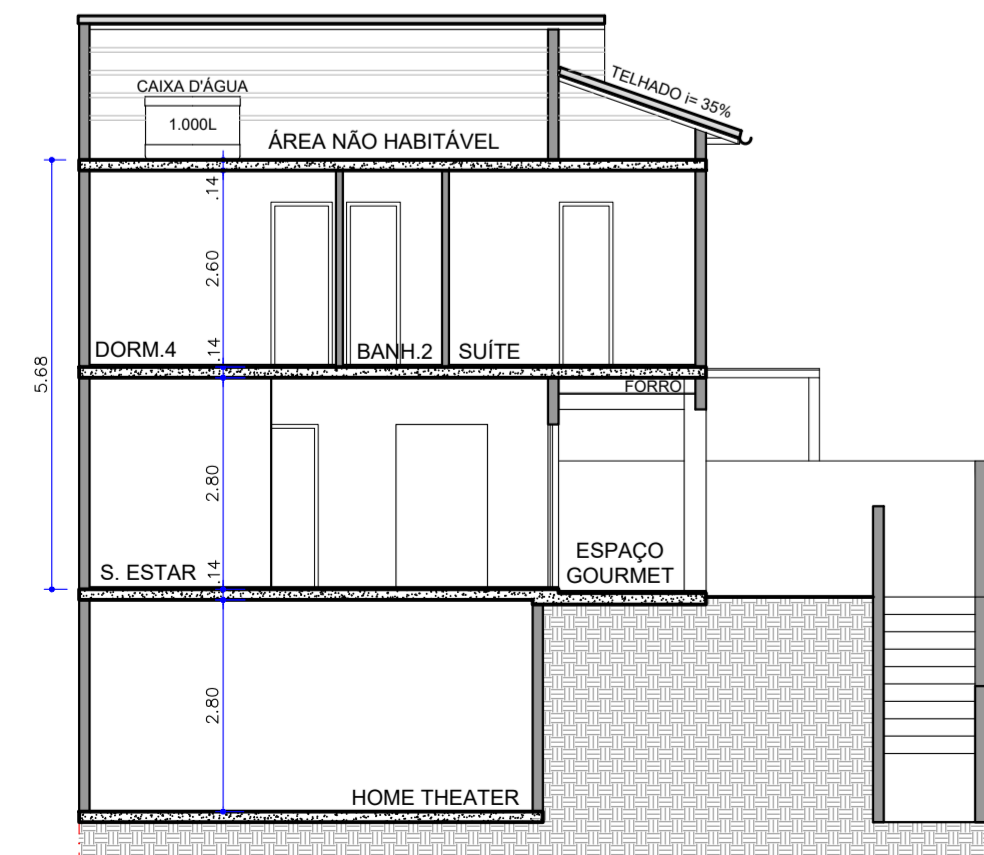 TELHADO i= 35%
CAIXA D'ÁGUA
1.000L
ÁREA NÃO HABITÁVEL
.14
2.60
DORM.4
.14
BANH.2
SUÍTE
5.68
FORRO
2.80
S. ESTAR
.14
ESPAÇO
GOURMET
2.80
HOME THEATER